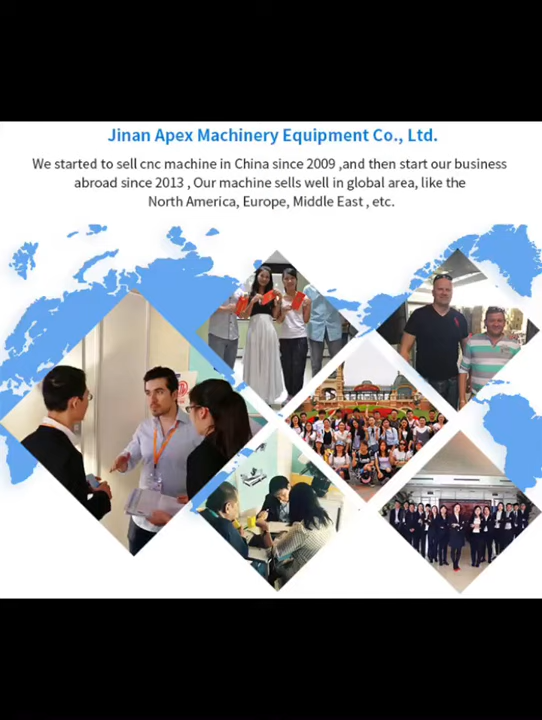 Jinan Apex Machinery Equipment Co., Ltd.
We started to sell cnc machine in China since 2009 ,and then start our business
abroad since 2013 , Our machine sells well in global area, like the
North America, Europe, Middle East , etc.